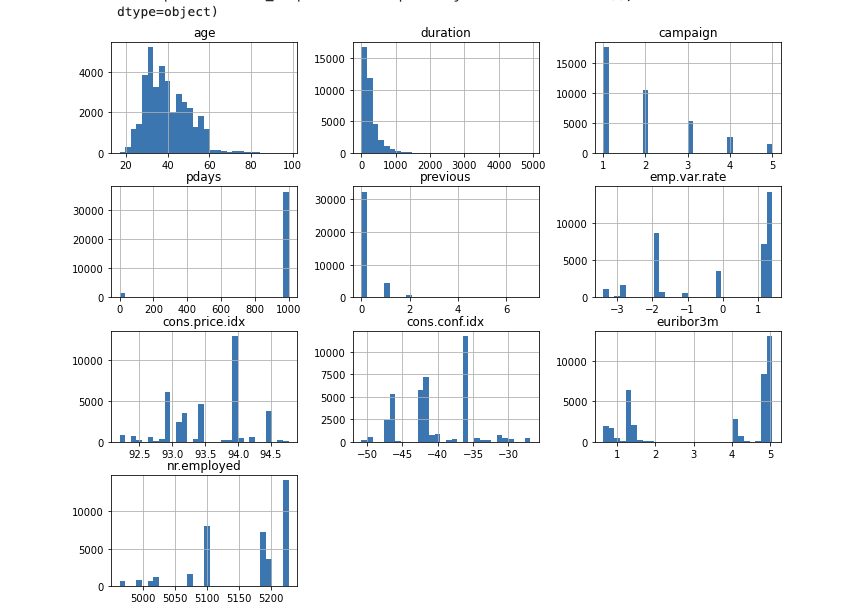 dtype=object)
age duration campaign
4000
2000
0
20 40 60 80 100
15000
10000
5000
0
0 1000 2000 3000 4000 5000
15000
10000
5000
0
1 2 3 4 5
pdays previous emp.var.rate
30000
20000
10000
0
0 200 400 600 800 1000
30000
20000
10000
0
0 2 4 6
10000
5000
0
−3 −2 −1 0 1
cons.price.idx cons.conf.idx euribor3m
10000
5000
0
92.5 93.0 93.5 94.0 94.5
10000
7500
5000
2500
0
−50 −45 −40 −35 −30
10000
5000
0
1 2 3 4 5
nr.employed
10000
5000
0
5000 5050 5100 5150 5200